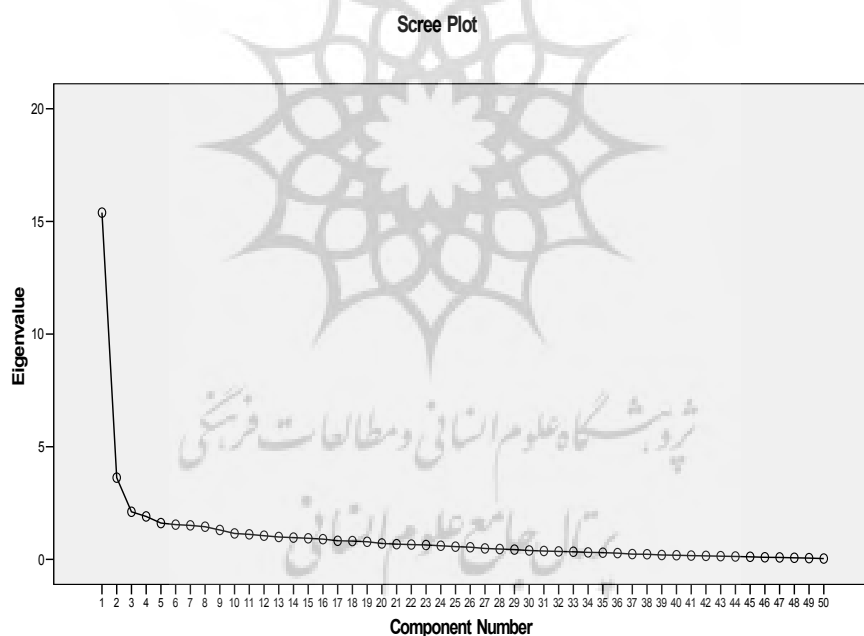 Scree Plot
20
15
10
5
0
Eigenvalue
پژوهشگاه علوم انسانی و مطالعات فرهنگی
پرتال جامع علوم انسانی
1 2 3 4 5 6 7 8 9 10 11 12 13 14 15 16 17 18 19 20 21 22 23 24 25 26 27 28 29 30 31 32 33 34 35 36 37 38 39 40 41 42 43 44 45 46 47 48 49 50
Component Number